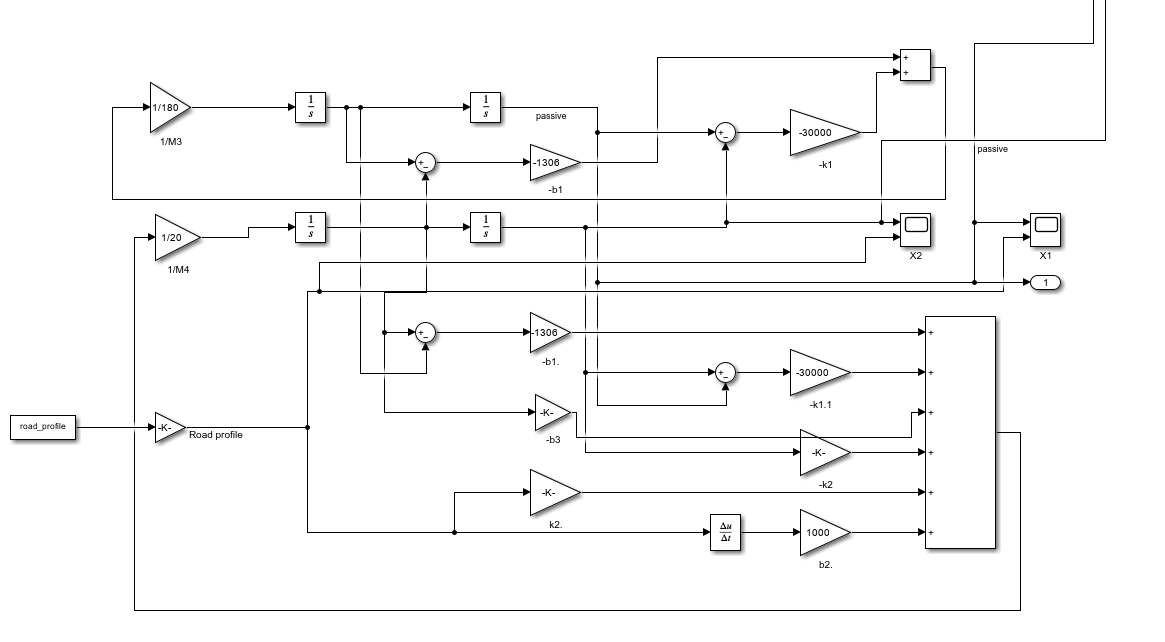 +
+
1/180
1
s
1
s
passive
+
-
-30000
1/M3
+
-
-1306
-k1
passive
-b1
1/20
1
s
1
s
1/M4
X2
X1
1
+
-
-1306
+
-b1.
+
-
-30000
+
-k1.1
road_profile
-K-
Road profile
-K-
+
-b3
-K-
+
-k2
-K-
+
k2.
Δu
Δt
1000
+
b2.